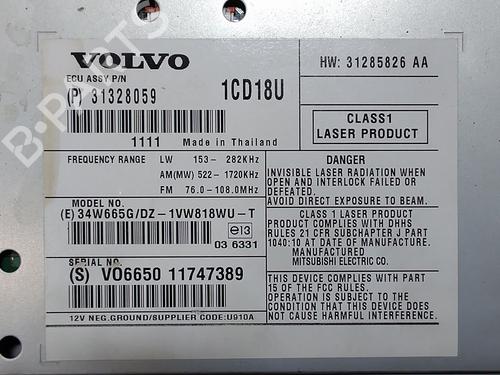 VOLVO
ECU ASSY P/N
(P) 31328059
1CD18U
HW: 31285826 AA
1111 Made in Thailand
CLASS1
LASER PRODUCT
FREQUENCY RANGE LW 153- 282KHz
AM(MW) 522- 1720KHz
FM 76.0-108.0MHz
MODEL NO.
(E) 34W665G/DZ-1VW818WU-T
e13
03 6331
SERIAL NO.
(S) VO6650 11747389
12V NEG.GROUND/SUPPLIER CODE:U910A
DANGER
INVISIBLE LASER RADIATION WHEN
OPEN AND INTERLOCK FAILED OR
DEFEATED.
AVOID DIRECT EXPOSURE TO BEAM.
CLASS 1 LASER PRODUCT
PRODUCT COMPLIES WITH DHHS
RULES 21 CFR SUBCHAPTER J PART
1040:10 AT DATE OF MANUFACTURE.
MANUFACTURED
MITSUBISHI ELECTRIC CO.
THIS DEVICE COMPLIES WITH PART
15 OF THE FCC RULES.
OPERATION IS SUBJECT TO THE
CONDITION THAT THIS DEVICE DOES
NOT CAUSE HARMFUL INTERFERENCE.
B-PARTS